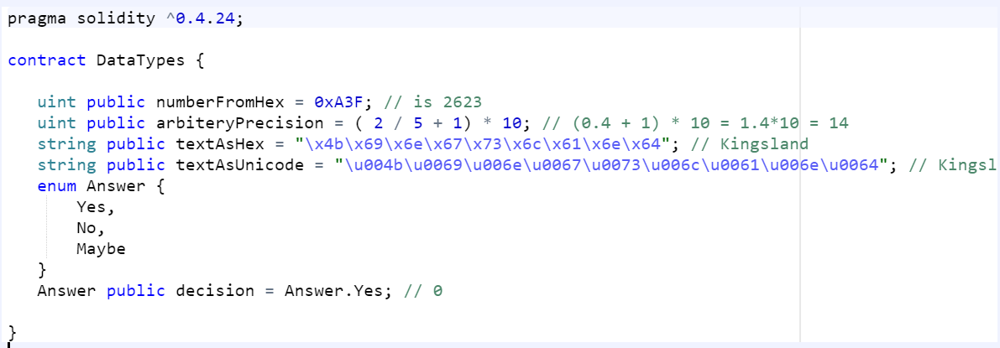 pragma solidity ^0.4.24;
contract DataTypes {
uint public numberFromHex = 0xA3F; // is 2623
uint public arbiteryPrecision = ( 2 / 5 + 1) * 10; // (0.4 + 1) * 10 = 1.4*10 = 14
string public textAsHex = "\x4b\x69\x6e\x67\x73\x6c\x61\x6e\x64"; // Kingsland
string public textAsUnicode = "\u004b\u0069\u006e\u0067\u0073\u006c\u0061\u006e\u0064"; // Kingsl
enum Answer {
Yes,
No,
Maybe
}
Answer public decision = Answer.Yes; // 0
}